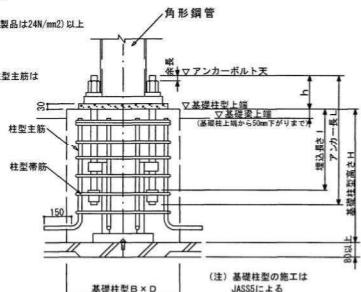 角形鋼管
製品は24N/mm2)以上
型主筋は
余長
▽アンカーボルト天
▽基礎柱型上端
▽基礎梁上端
(基礎柱上端から50mm下がりまで)
30
h
柱型主筋
柱型帯筋
埋込長さl
アンカー長L
基礎柱型高さH
150
80以上
基礎柱型B×D
(注) 基礎柱型の施工は
JASS5による